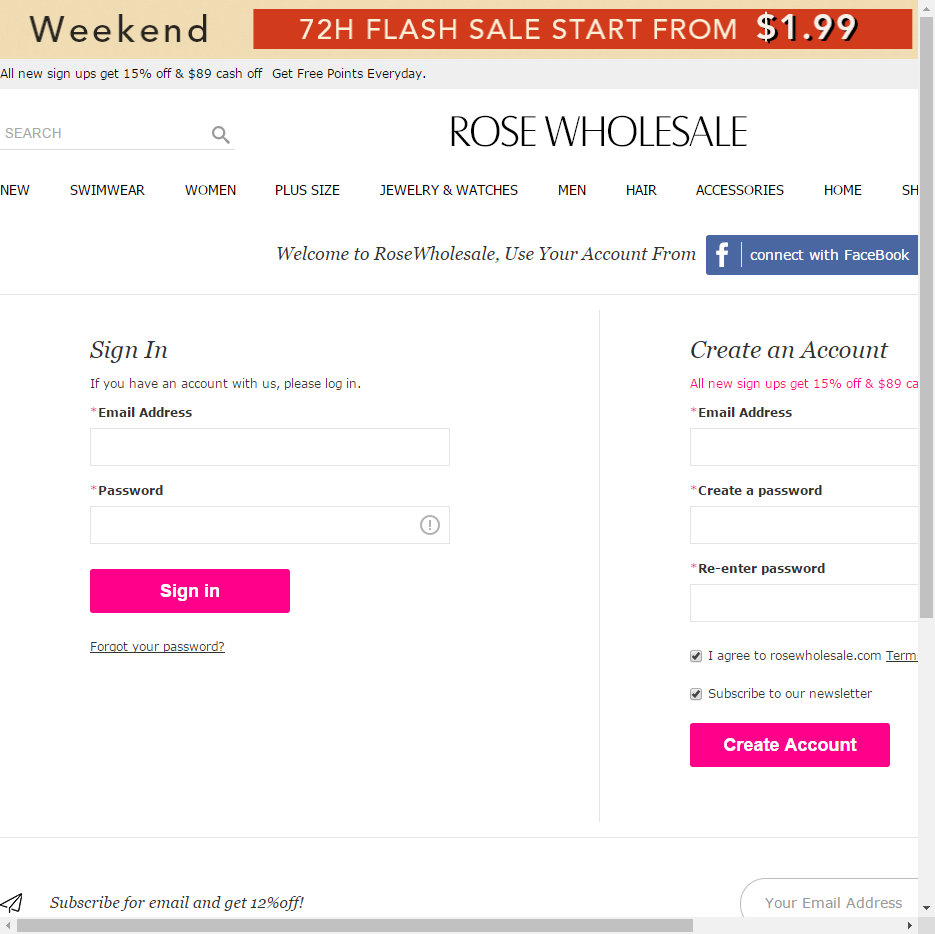 Weekend 72H FLASH SALE START FROM $1.99
All new sign ups get 15% off & $89 cash off Get Free Points Everyday.
SEARCH
ROSE WHOLESALE
NEW SWIMWEAR WOMEN PLUS SIZE JEWELRY & WATCHES MEN HAIR ACCESSORIES HOME SH
Welcome to RoseWholesale, Use Your Account From f connect with FaceBook
Sign In
If you have an account with us, please log in.
*Email Address
*Password
Sign in
Forgot your password?
Create an Account
All new sign ups get 15% off & $89 ca
*Email Address
*Create a password
*Re-enter password
I agree to rosewholesale.com Term
Subscribe to our newsletter
Create Account
Subscribe for email and get 12%off!
Your Email Address